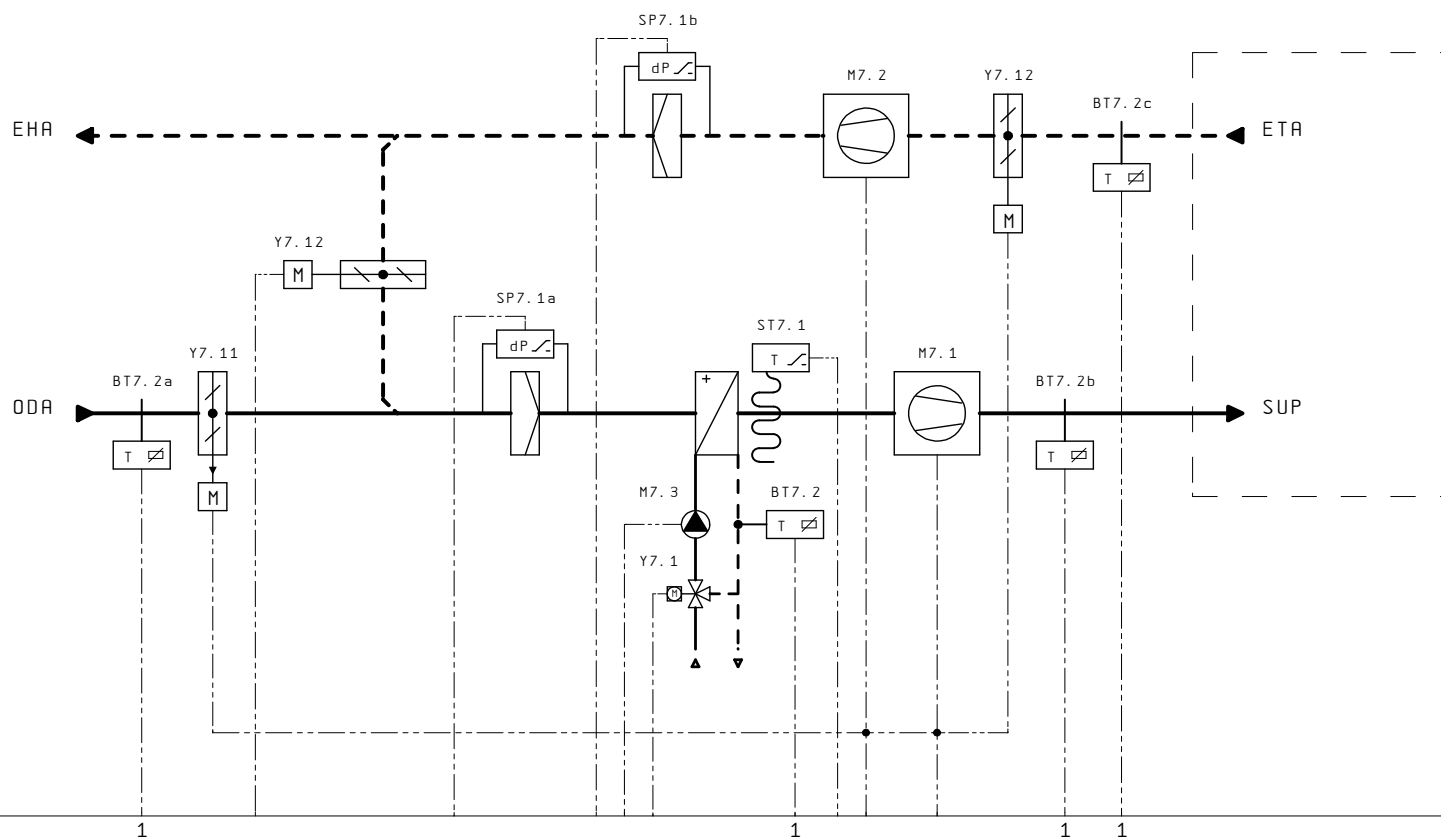 SP7.1b
dP
M7.2
Y7.12
BT7.2c
EHA
ETA
T
M
Y7.12
M
SP7.1a
dP
ST7.1
T
Y7.11
M7.1
BT7.2a
BT7.2b
+
ODA
SUP
T
T
M
M7.3
BT7.2
T
Y7.1
M
1
1
1
1